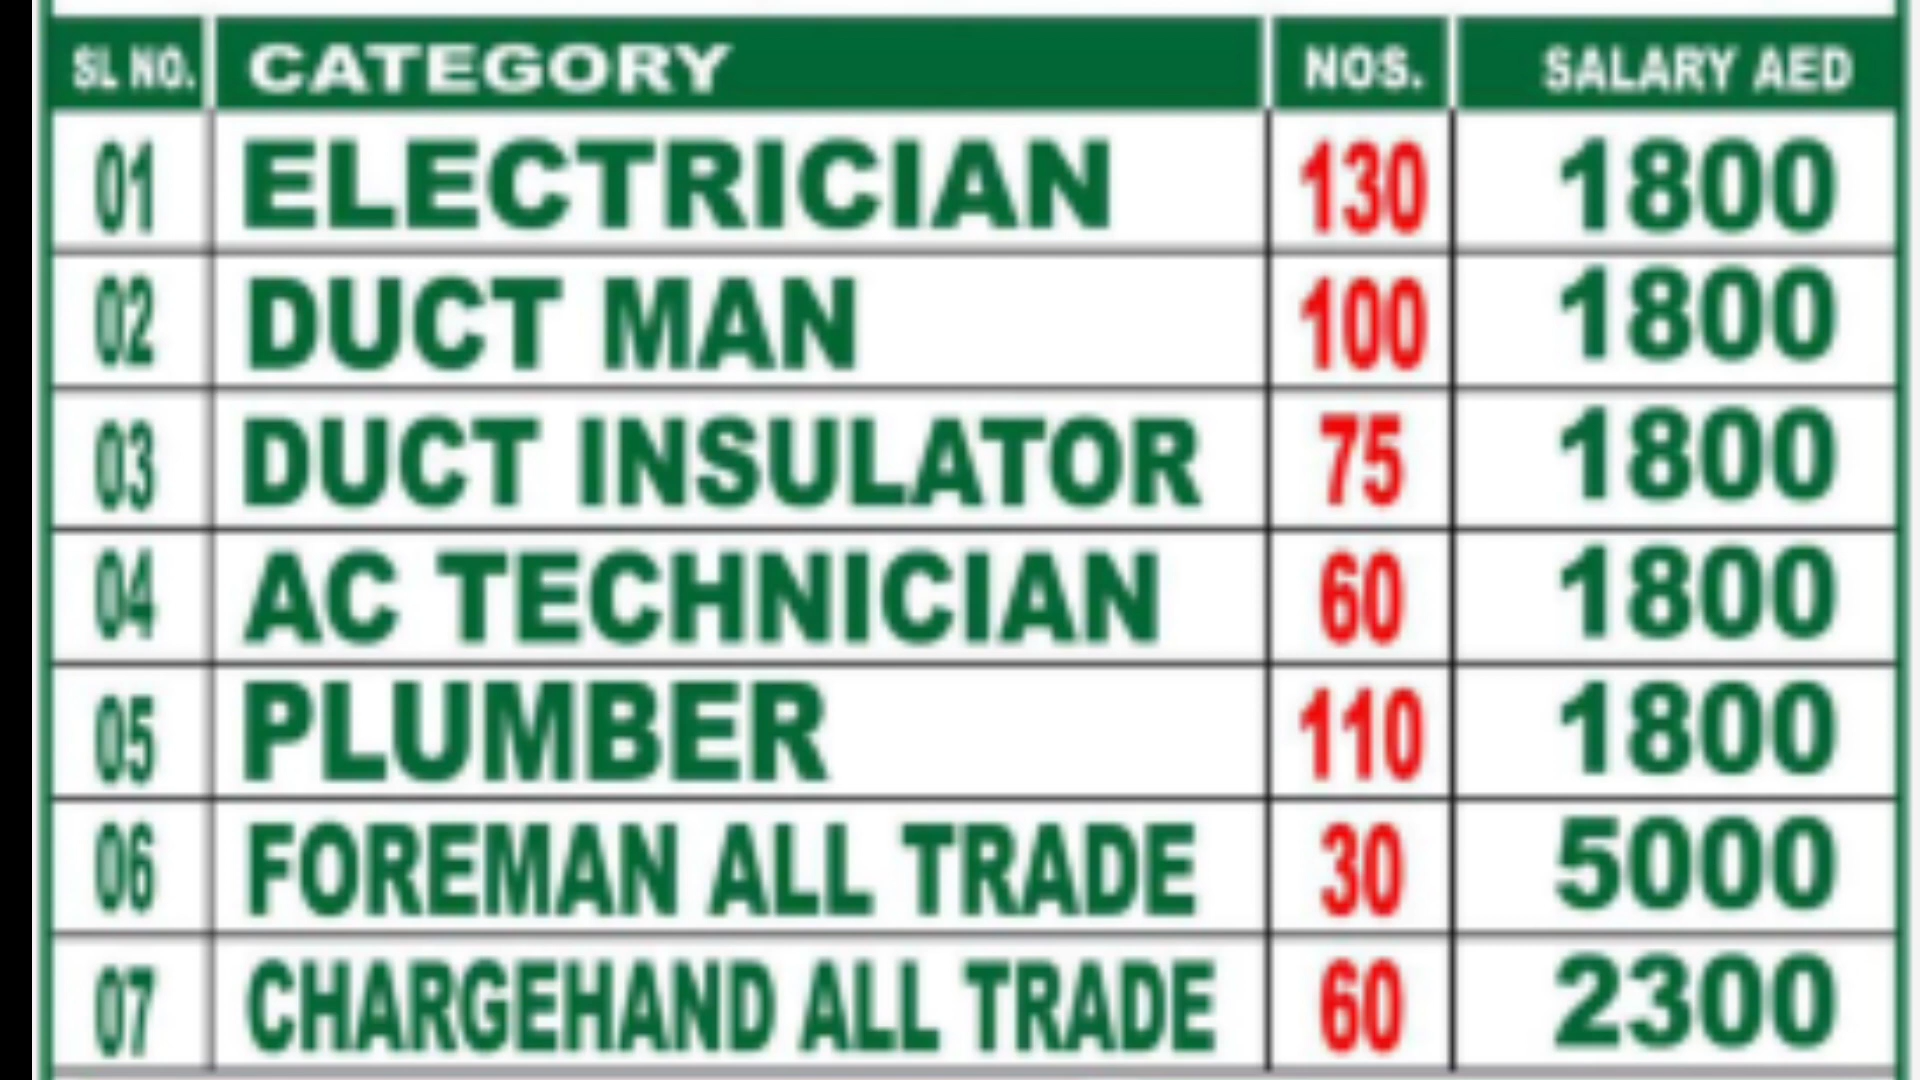 SL NO. CATEGORY NOS. SALARY AED
01 ELECTRICIAN 130 1800
02 DUCT MAN 100 1800
03 DUCT INSULATOR 75 1800
04 AC TECHNICIAN 60 1800
05 PLUMBER 110 1800
06 FOREMAN ALL TRADE 30 5000
07 CHARGEHAND ALL TRADE 60 2300